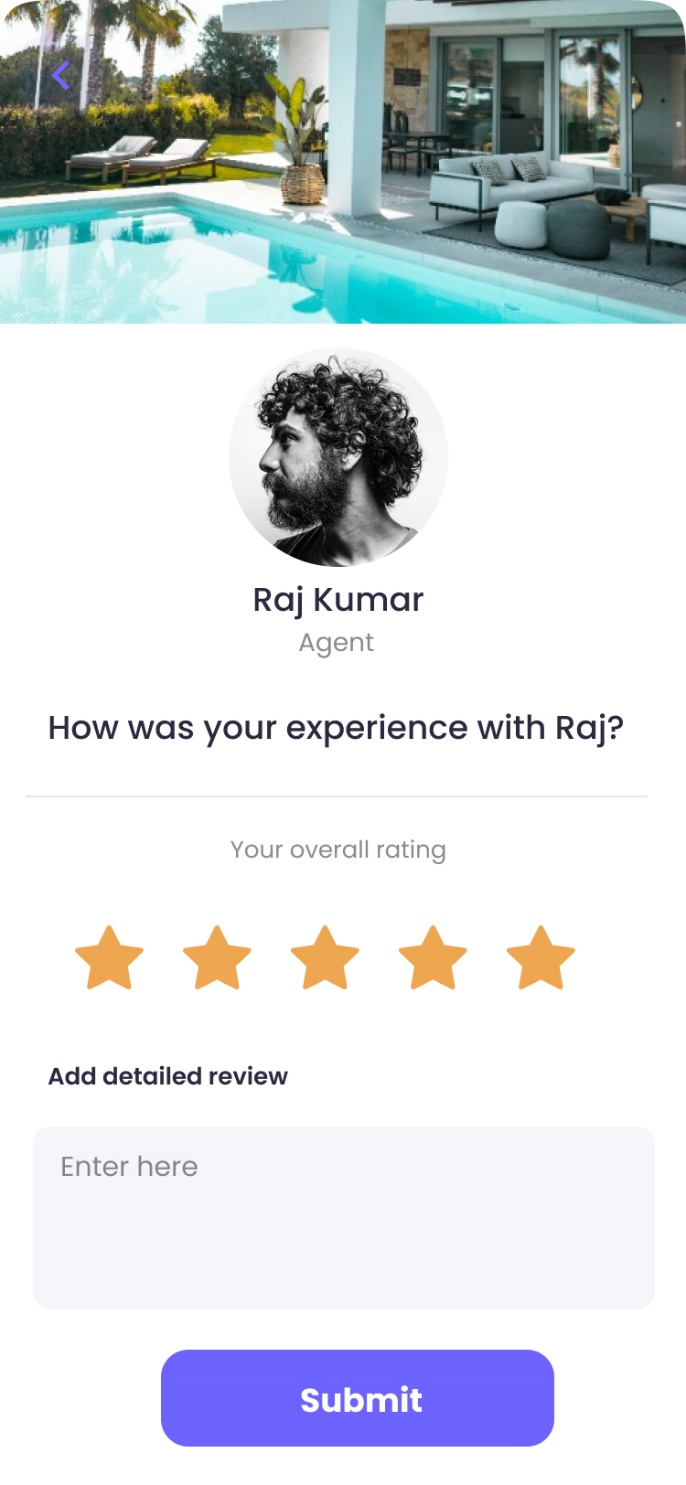 Raj Kumar
Agent
How was your experience with Raj?
Your overall rating
Add detailed review
Enter here
Submit